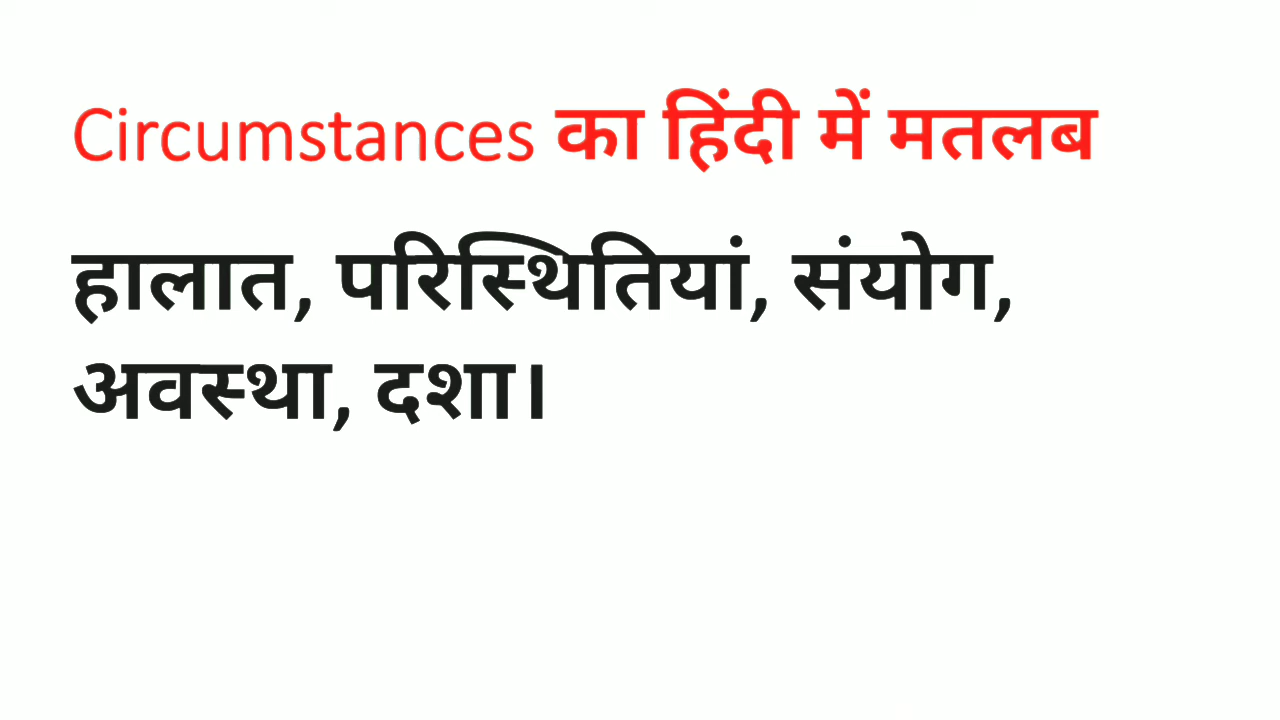 Circumstances का हिंदी में मतलब
हालात, परिस्थितियां, संयोग,
अवस्था, दशा।